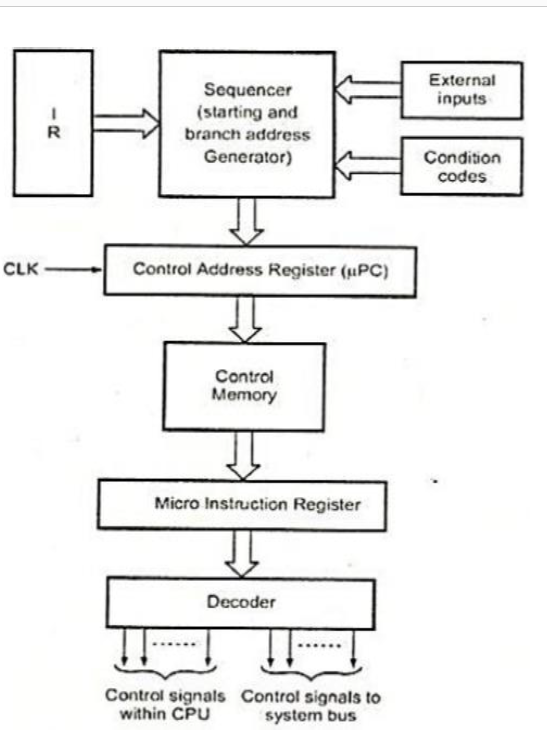 I
R
Sequencer
(starting and
branch address
Generator)
External
inputs
Condition
codes
CLK
Control Address Register (μPC)
Control
Memory
Micro Instruction Register
Decoder
Control signals
within CPU
Control signals to
system bus